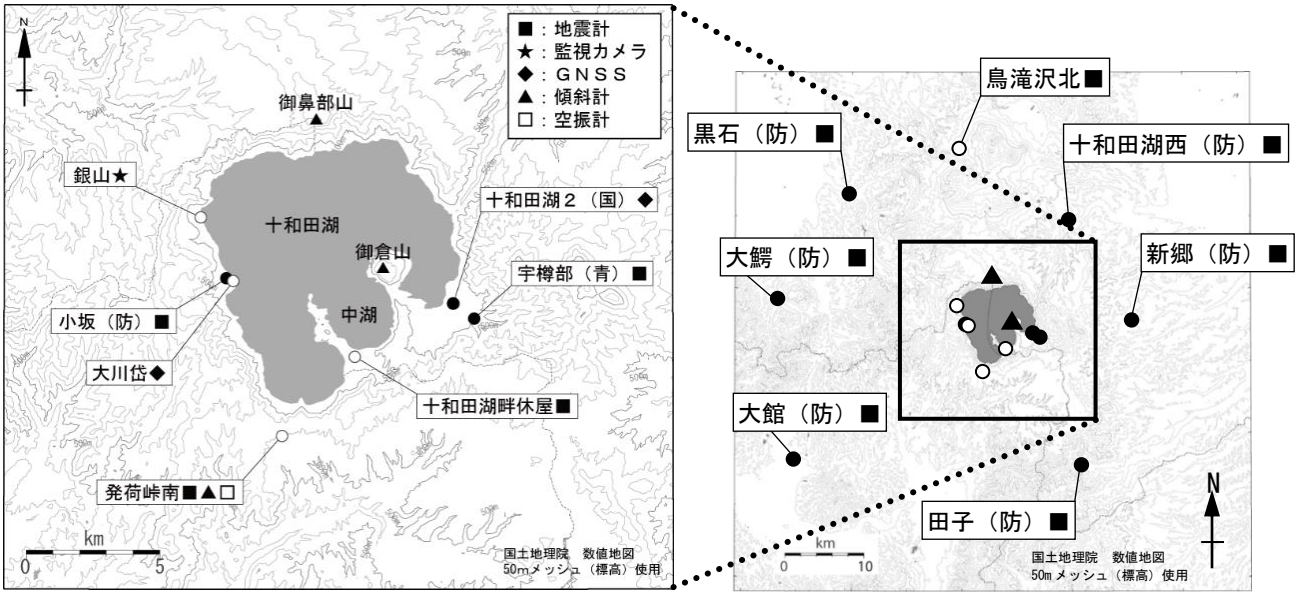 N
■：地震計
★：監視カメラ
◆：ＧＮＳＳ
▲：傾斜計
□：空振計
御鼻部山
銀山★
十和田湖
十和田湖２（国）◆
御倉山
宇樽部（青）■
中湖
小坂（防）■
大川岱◆
十和田湖畔休屋■
発荷峠南■▲□
km
0 5
国土地理院　数値地図
50mメッシュ（標高）使用
500m
鳥滝沢北■
黒石（防）■
十和田湖西（防）■
大鰐（防）■
新郷（防）■
大館（防）■
田子（防）■
N
km
0 10
国土地理院　数値地図
50mメッシュ（標高）使用